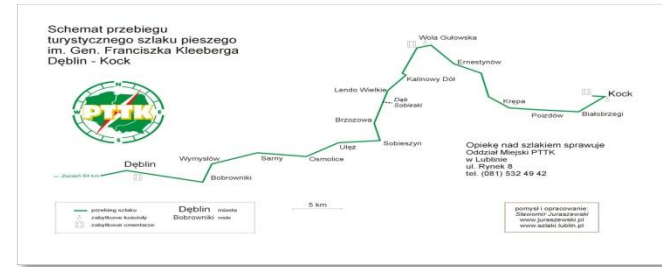 Schemat przebiegu
turystycznego szlaku pieszego
im. Gen. Franciszka Kleeberga
Dęblin - Kock
PTTK
Wola Gułowska
Ernestynów
Kalinowy Dół
Lendo Wielkie
Dąb
Sobieski
Kock
Krępa
Pozdów
Białobrzegi
Brzozowa
Ułęż
Sobieszyn
Sarny
Osmolice
Wymysłów
Dęblin
Bobrowniki
Opiekę nad szlakiem sprawuje
Oddział Miejski PTTK
w Lublinie
ul. Rynek 8
tel. (081) 532 49 42
5 km
przebieg szlaku
zabytkowe kościoły
zabytkowe cmentarze
Dęblin miasta
Bobrowniki wsie
pomysł i opracowanie:
Sławomir Juraszewski
www.juraszewski.pl
www.szlaki.lublin.pl